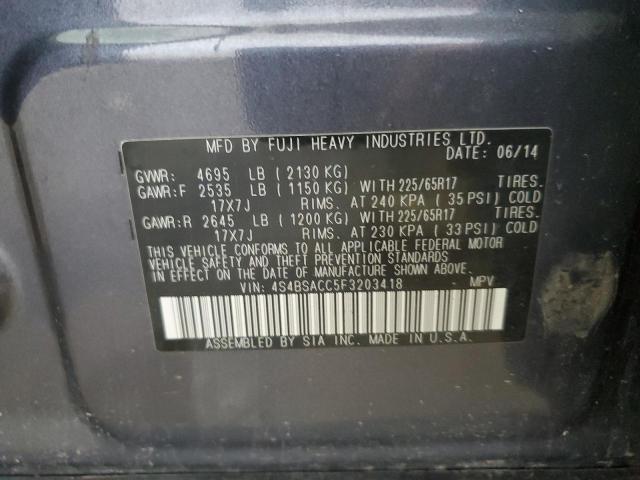 MFD BY FUJI HEAVY INDUSTRIES LTD.
DATE: 06/14
GVWR: 4695 LB (2130 KG)
GAWR:F 2535 LB (1150 KG) WITH 225/65R17 TIRES.
17X7J RIMS. AT 240 KPA (35 PSI) COLD
GAWR:R 2645 LB (1200 KG) WITH 225/65R17 TIRES.
17X7J RIMS. AT 230 KPA (33 PSI) COLD
THIS VEHICLE CONFORMS TO ALL APPLICABLE FEDERAL MOTOR
VEHICLE SAFETY AND THEFT PREVENTION STANDARDS
IN EFFECT ON THE DATE OF MANUFACTURE SHOWN ABOVE.
VIN: 4S4BSACC5F3203418 MPV
ASSEMBLED BY SIA INC. MADE IN U.S.A.